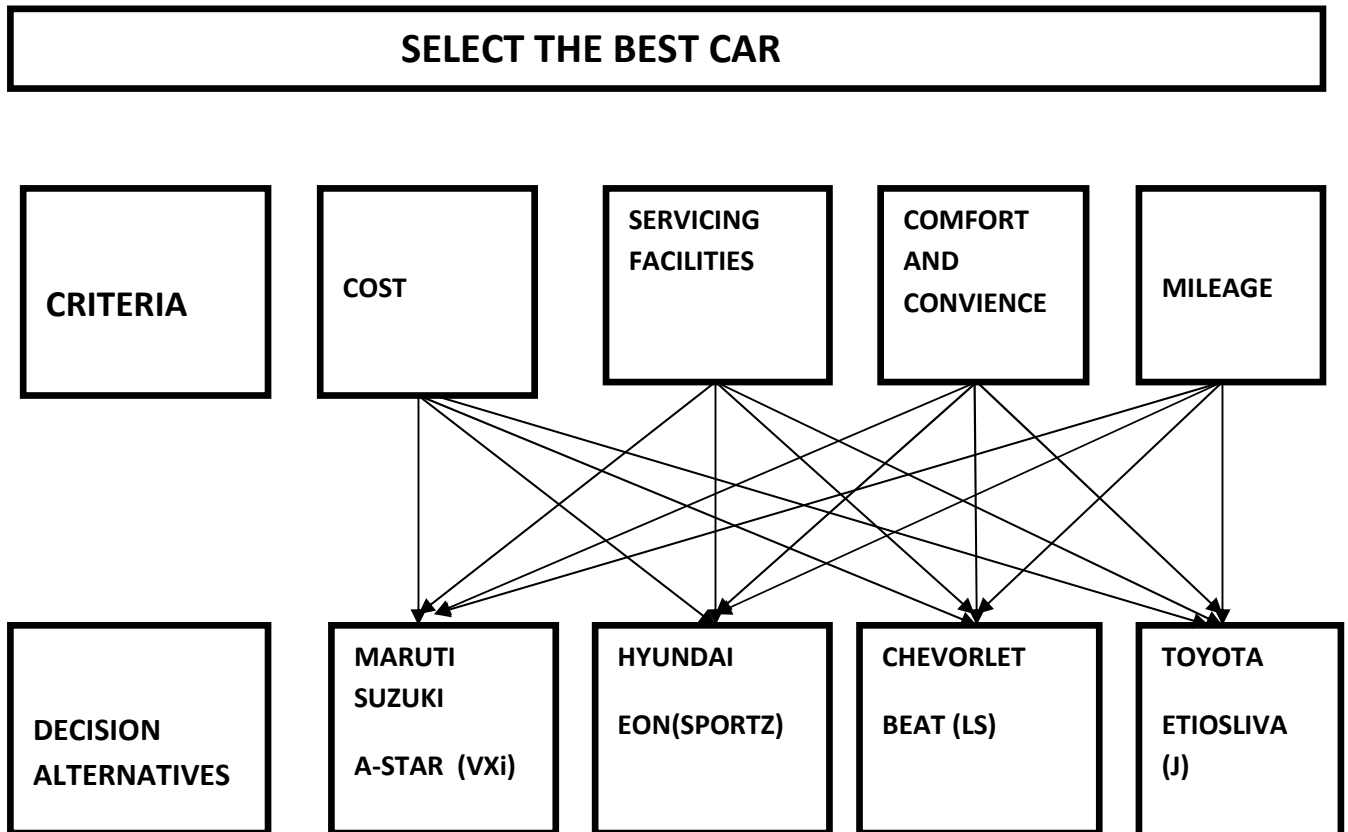 SELECT THE BEST CAR
CRITERIA
COST
SERVICING
FACILITIES
COMFORT
AND
CONVIENCE
MILEAGE
DECISION
ALTERNATIVES
MARUTI
SUZUKI
A-STAR (VXi)
HYUNDAI
EON(SPORTZ)
CHEVORLET
BEAT (LS)
TOYOTA
ETIOSLIVA
(J)